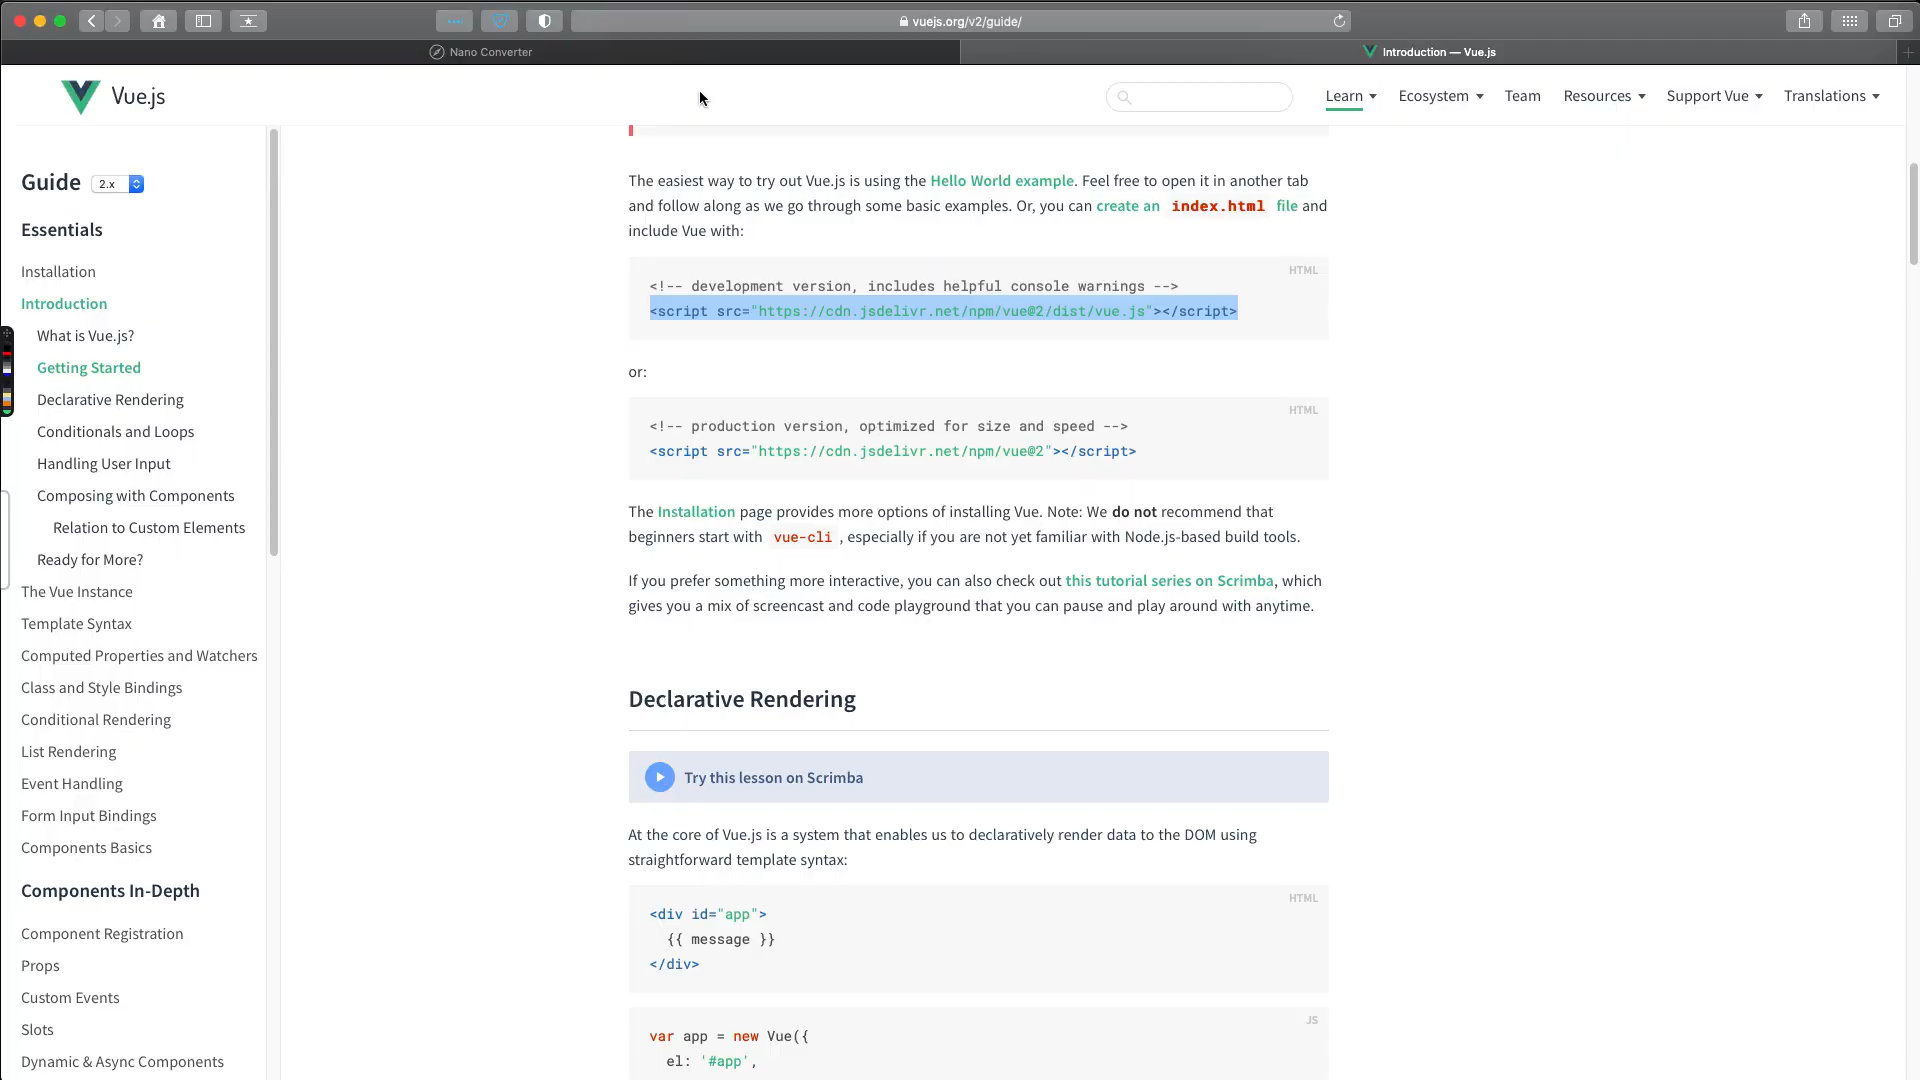 vuejs.org/v2/guide/
Nano Converter
Introduction — Vue.js
Vue.js
Learn
Ecosystem
Team
Resources
Support Vue
Translations
Guide
2.x
Essentials
Installation
Introduction
What is Vue.js?
Getting Started
Declarative Rendering
Conditionals and Loops
Handling User Input
Composing with Components
Relation to Custom Elements
Ready for More?
The Vue Instance
Template Syntax
Computed Properties and Watchers
Class and Style Bindings
Conditional Rendering
List Rendering
Event Handling
Form Input Bindings
Components Basics
Components In-Depth
Component Registration
Props
Custom Events
Slots
Dynamic & Async Components
The easiest way to try out Vue.js is using the Hello World example. Feel free to open it in another tab
and follow along as we go through some basic examples. Or, you can create an index.html file and
include Vue with:
HTML
<!-- development version, includes helpful console warnings -->
<script src="https://cdn.jsdelivr.net/npm/vue@2/dist/vue.js"></script>
or:
HTML
<!-- production version, optimized for size and speed -->
<script src="https://cdn.jsdelivr.net/npm/vue@2"></script>
The Installation page provides more options of installing Vue. Note: We do not recommend that
beginners start with vue-cli , especially if you are not yet familiar with Node.js-based build tools.
If you prefer something more interactive, you can also check out this tutorial series on Scrimba, which
gives you a mix of screencast and code playground that you can pause and play around with anytime.
Declarative Rendering
Try this lesson on Scrimba
At the core of Vue.js is a system that enables us to declaratively render data to the DOM using
straightforward template syntax:
HTML
<div id="app">
{{ message }}
</div>
JS
var app = new Vue({
el: '#app',